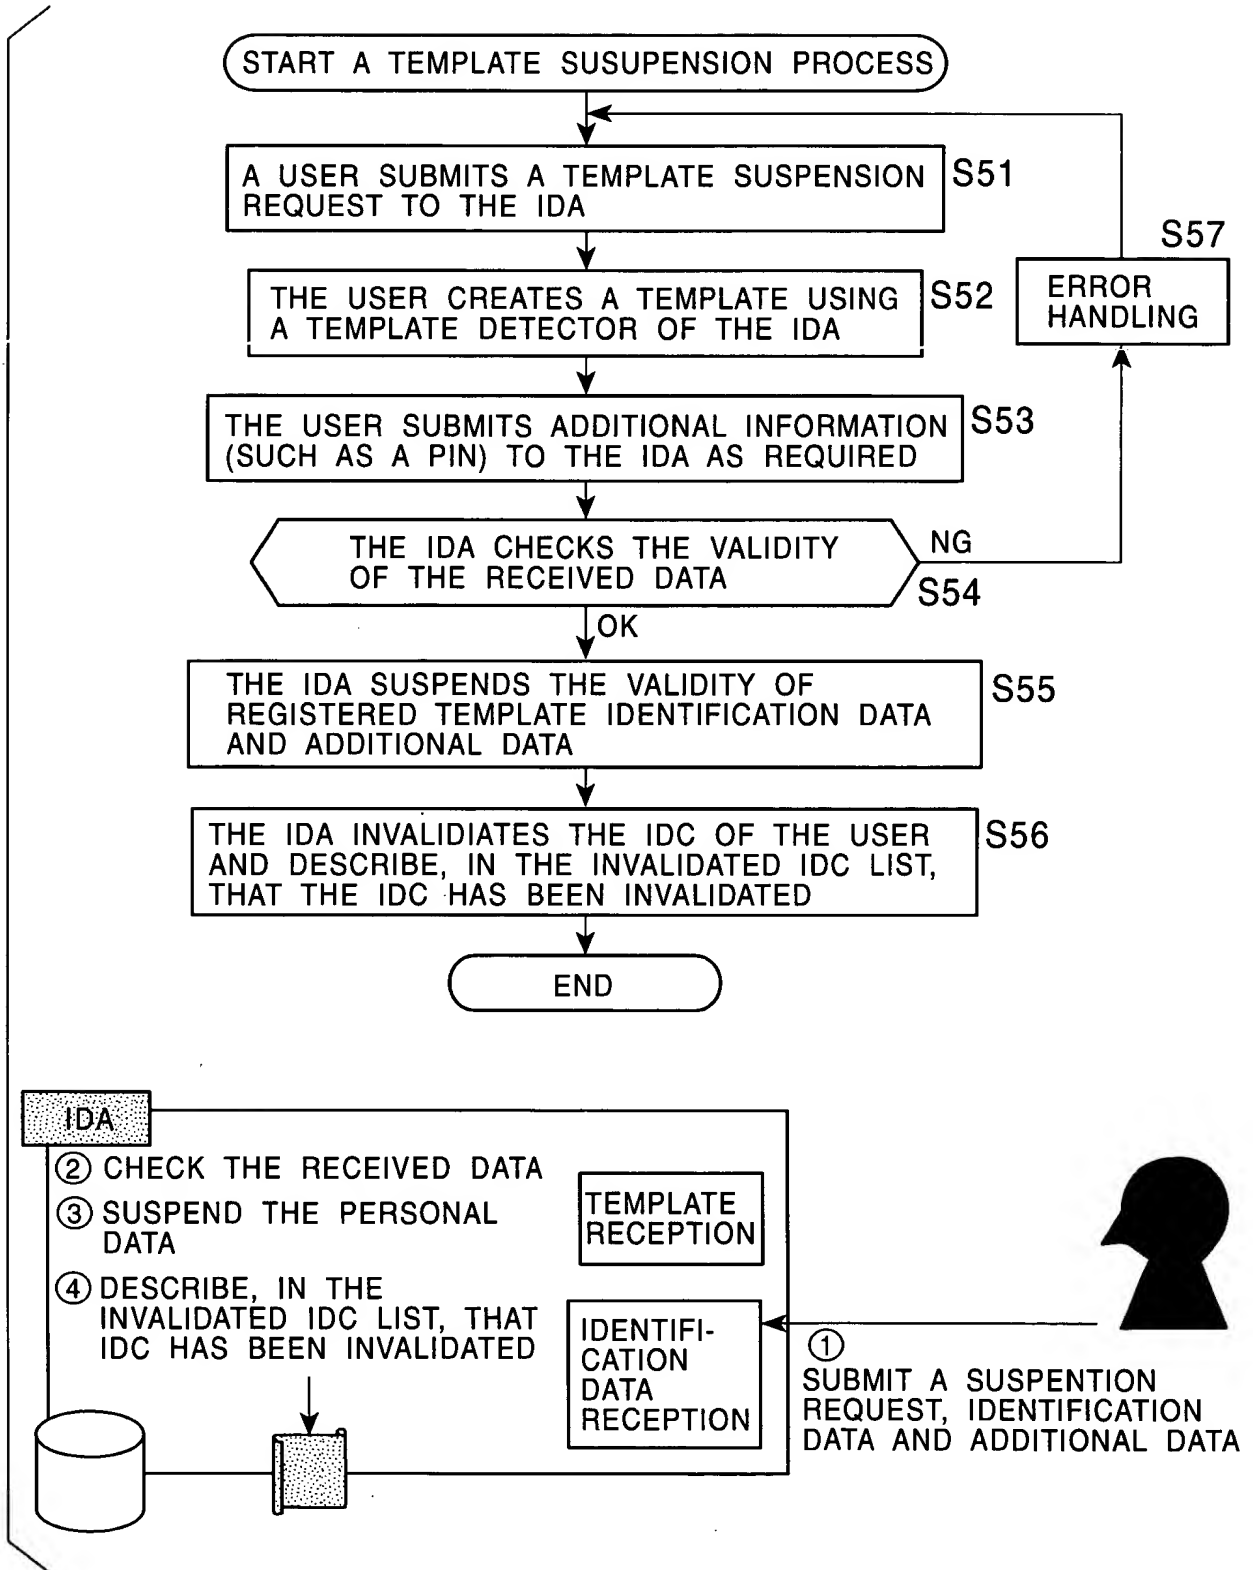 START A TEMPLATE SUSUPENSION PROCESS
A USER SUBMITS A TEMPLATE SUSPENSION
REQUEST TO THE IDA
S51
S57
ERROR
HANDLING
THE USER CREATES A TEMPLATE USING
A TEMPLATE DETECTOR OF THE IDA
S52
THE USER SUBMITS ADDITIONAL INFORMATION
(SUCH AS A PIN) TO THE IDA AS REQUIRED
S53
THE IDA CHECKS THE VALIDITY
OF THE RECEIVED DATA
NG
S54
OK
THE IDA SUSPENDS THE VALIDITY OF
REGISTERED TEMPLATE IDENTIFICATION DATA
AND ADDITIONAL DATA
S55
THE IDA INVALIDIATES THE IDC OF THE USER
AND DESCRIBE, IN THE INVALIDATED IDC LIST,
THAT THE IDC HAS BEEN INVALIDATED
S56
END
IDA
② CHECK THE RECEIVED DATA
③ SUSPEND THE PERSONAL
DATA
④ DESCRIBE, IN THE
INVALIDATED IDC LIST, THAT
IDC HAS BEEN INVALIDATED
TEMPLATE
RECEPTION
IDENTIFI-
CATION
DATA
RECEPTION
①
SUBMIT A SUSPENTION
REQUEST, IDENTIFICATION
DATA AND ADDITIONAL DATA